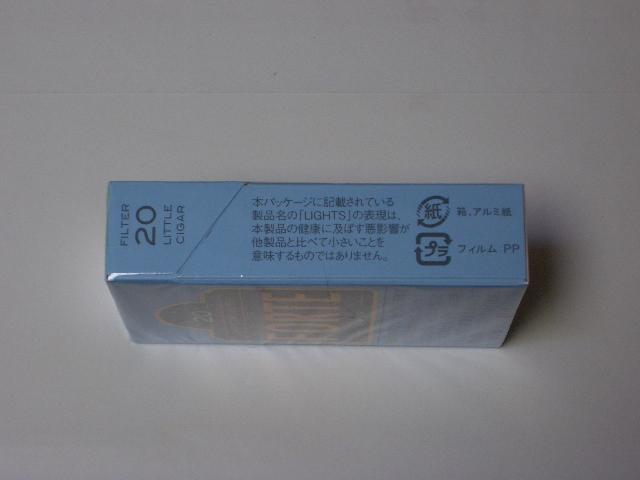 FILTER
20
LITTLE
CIGAR
本パッケージに記載されている
製品名の「LIGHTS」の表現は、
本製品の健康に及ぼす悪影響が
他製品と比べて小さいことを
意味するものではありません。
紙 箱、アルミ紙
プラ フィルム PP
20
FORTE